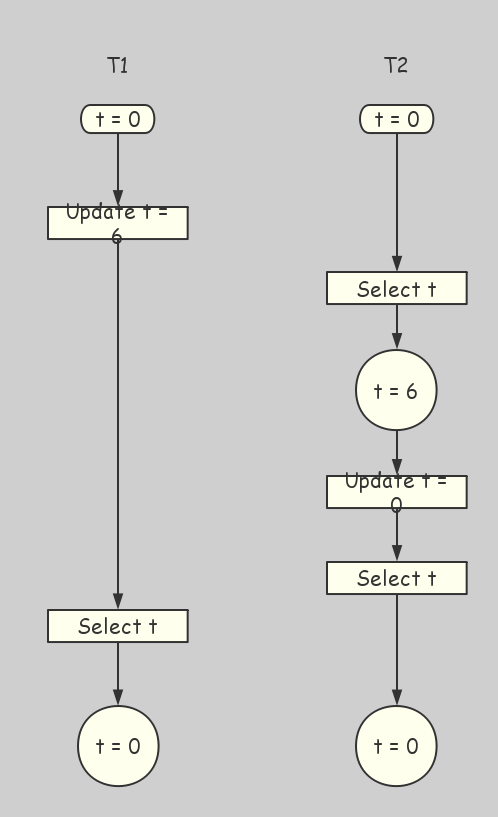 T1
T2
t = 0
t = 0
Update t =
6
Select t
t = 6
Update t =
0
Select t
Select t
t = 0
t = 0